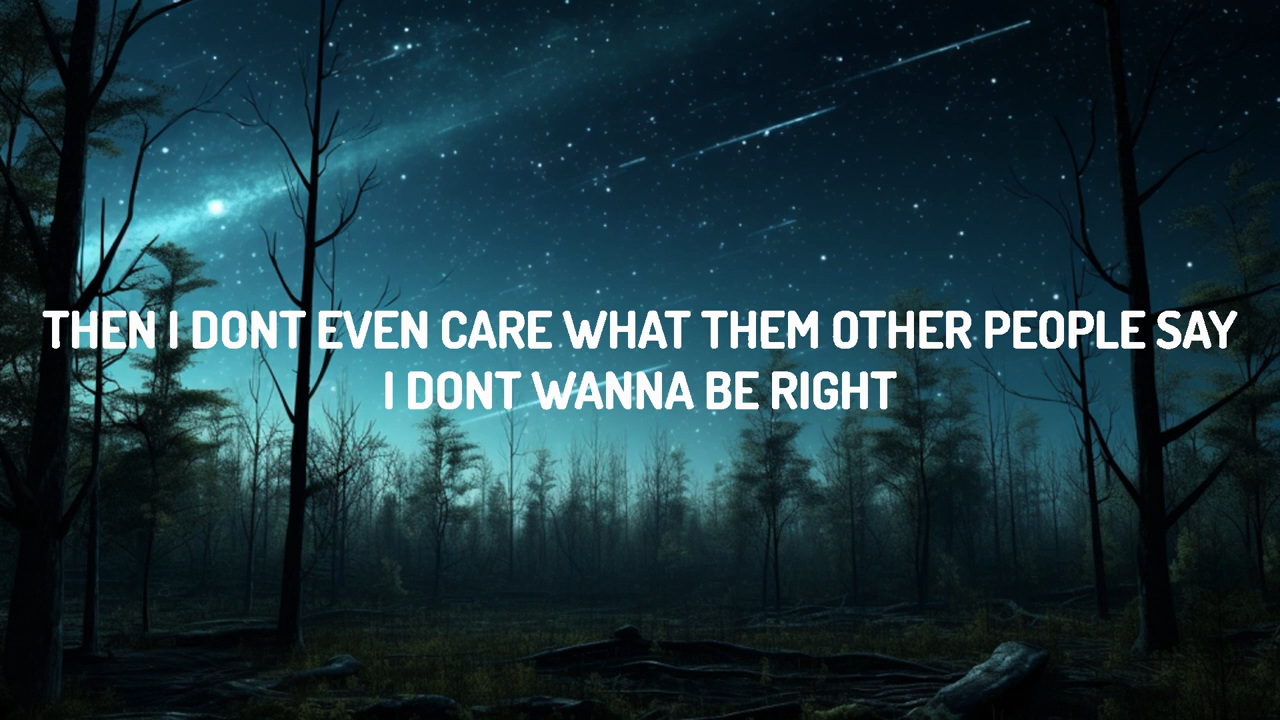 THEN I DONT EVEN CARE WHAT THEM OTHER PEOPLE SAY
I DONT WANNA BE RIGHT